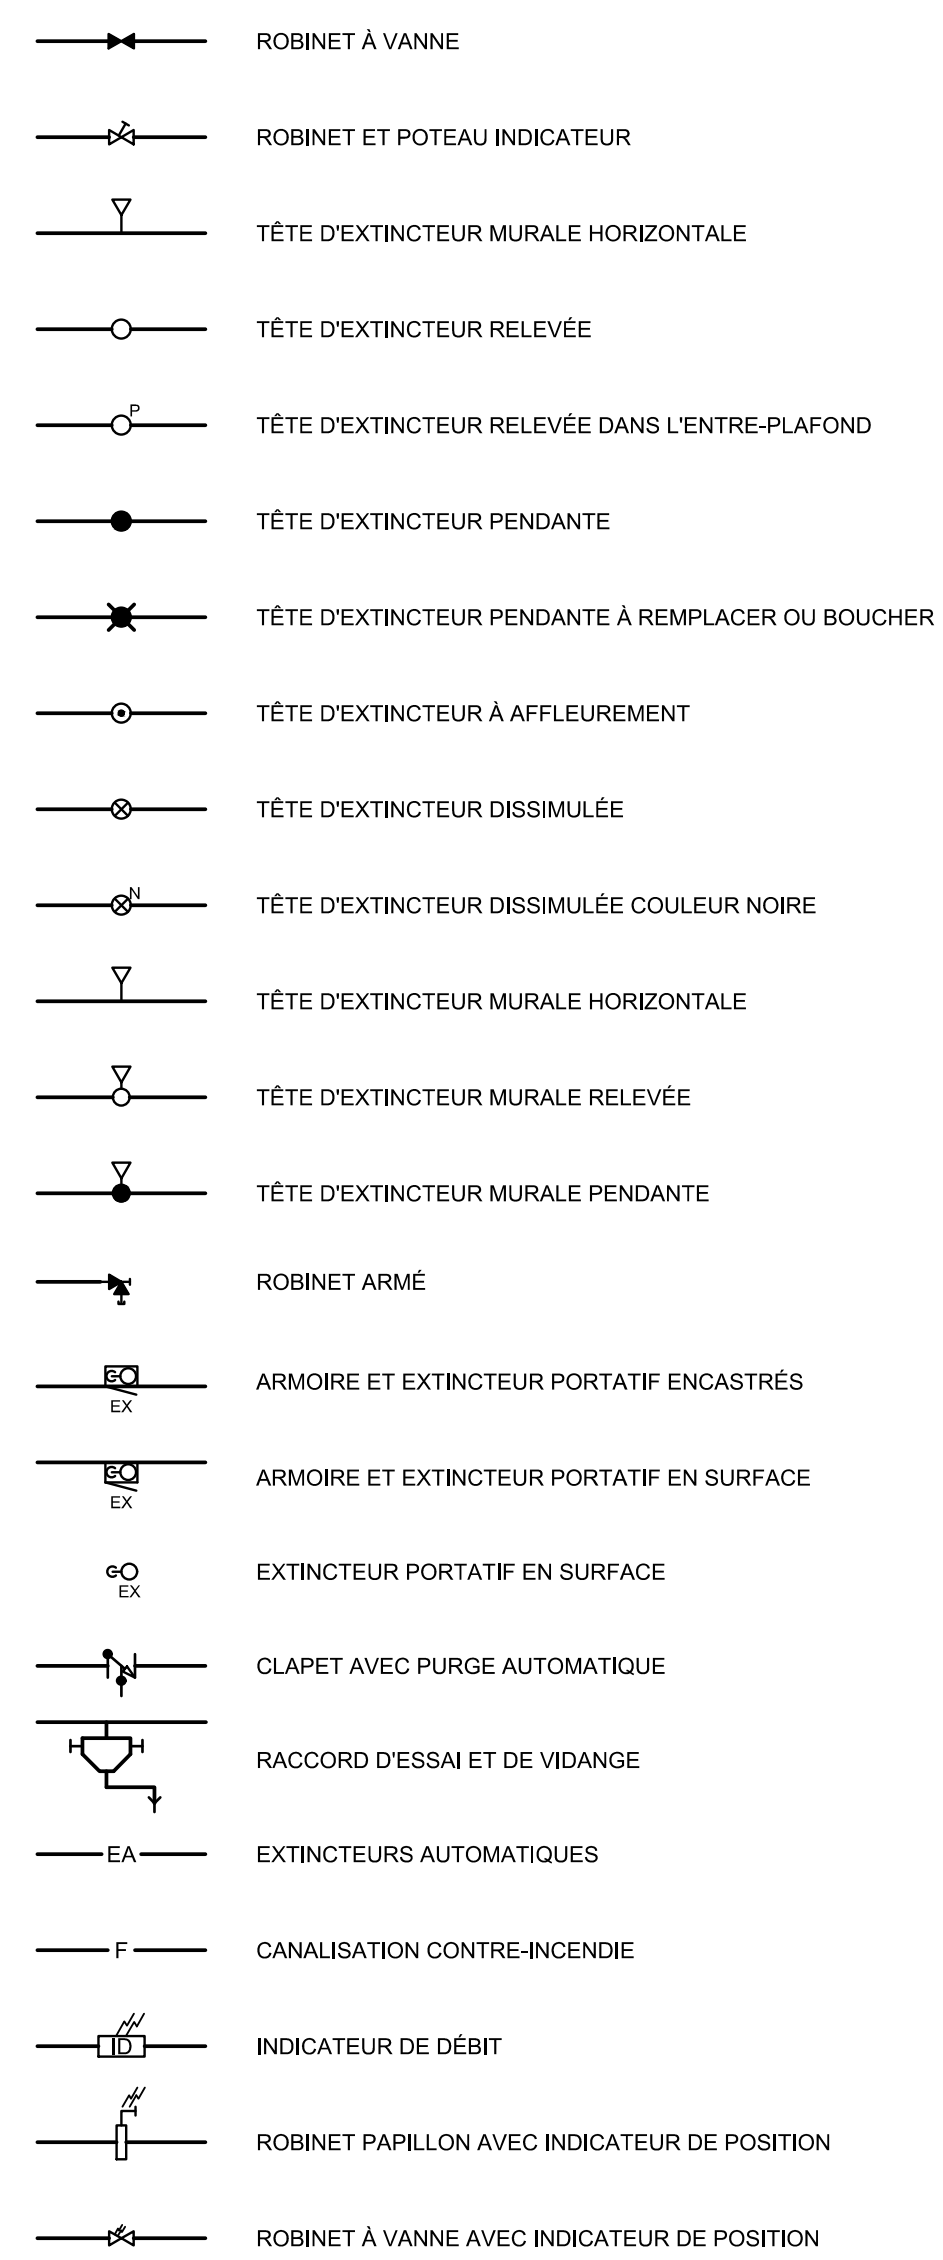 ROBINET À VANNE
ROBINET ET POTEAU INDICATEUR
TÊTE D'EXTINCTEUR MURALE HORIZONTALE
TÊTE D'EXTINCTEUR RELEVÉE
P
TÊTE D'EXTINCTEUR RELEVÉE DANS L'ENTRE-PLAFOND
TÊTE D'EXTINCTEUR PENDANTE
TÊTE D'EXTINCTEUR PENDANTE À REMPLACER OU BOUCHER
TÊTE D'EXTINCTEUR À AFFLEUREMENT
TÊTE D'EXTINCTEUR DISSIMULÉE
N
TÊTE D'EXTINCTEUR DISSIMULÉE COULEUR NOIRE
TÊTE D'EXTINCTEUR MURALE HORIZONTALE
TÊTE D'EXTINCTEUR MURALE RELEVÉE
TÊTE D'EXTINCTEUR MURALE PENDANTE
ROBINET ARMÉ
ARMOIRE ET EXTINCTEUR PORTATIF ENCASTRÉS
EX
ARMOIRE ET EXTINCTEUR PORTATIF EN SURFACE
EX
EXTINCTEUR PORTATIF EN SURFACE
EX
CLAPET AVEC PURGE AUTOMATIQUE
RACCORD D'ESSAI ET DE VIDANGE
EA EXTINCTEURS AUTOMATIQUES
F CANALISATION CONTRE-INCENDIE
ID INDICATEUR DE DÉBIT
ROBINET PAPILLON AVEC INDICATEUR DE POSITION
ROBINET À VANNE AVEC INDICATEUR DE POSITION